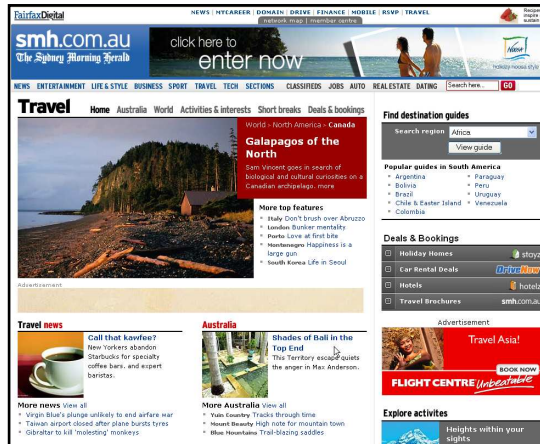 FairfaxDigital
NEWS | MYCAREER | DOMAIN | DRIVE | FINANCE | MOBILE | RSVP | TRAVEL
network map | member centre
Recipe
inspire
sustain
smh.com.au
The Sydney Morning Herald
click here to
enter now
Noosa
NEWS ENTERTAINMENT LIFE & STYLE BUSINESS SPORT TRAVEL TECH SECTIONS CLASSIFIEDS JOBS AUTO REAL ESTATE DATING Search here... GO
Travel Home Australia World Activities & interests Short breaks Deals & bookings
World > North America > Canada
Galapagos of the
North
Sam Vincent goes in search of
biological and cultural curiosities on a
Canadian archipelago. more
More top features
Italy Don't brush over Abruzzo
London Bunker mentality
Porto Love at first bite
Montenegro Happiness is a
large gun
South Korea Life in Seoul
Advertisement
Travel news
Call that kawfee?
New Yorkers abandon
Starbucks for specialty
coffee bars, and expert
baristas.
More news View all
Virgin Blue's plunge unlikely to end airfare war
Taiwan airport closed after plane bursts tyres
Gibraltar to kill 'molesting' monkeys
Australia
Shades of Bali in the
Top End
This Territory escape quiets
the anger in Max Anderson.
More Australia View all
Yuin Country Tracks through time
Mount Beauty High note for mountain town
Blue Mountains Trail-blazing saddles
Find destination guides
Search region Africa
View guide
Popular guides in South America
Argentina Paraguay
Bolivia Peru
Brazil Uruguay
Chile & Easter Island Venezuela
Colombia
Deals & Bookings
Holiday Homes stayz
Car Rental Deals DriveNow
Hotels hotelz
Travel Brochures smh.com.au
Advertisement
Travel Asia!
BOOK NOW
FLIGHT CENTRE Unbeatable
Explore activites
Heights within your
sights